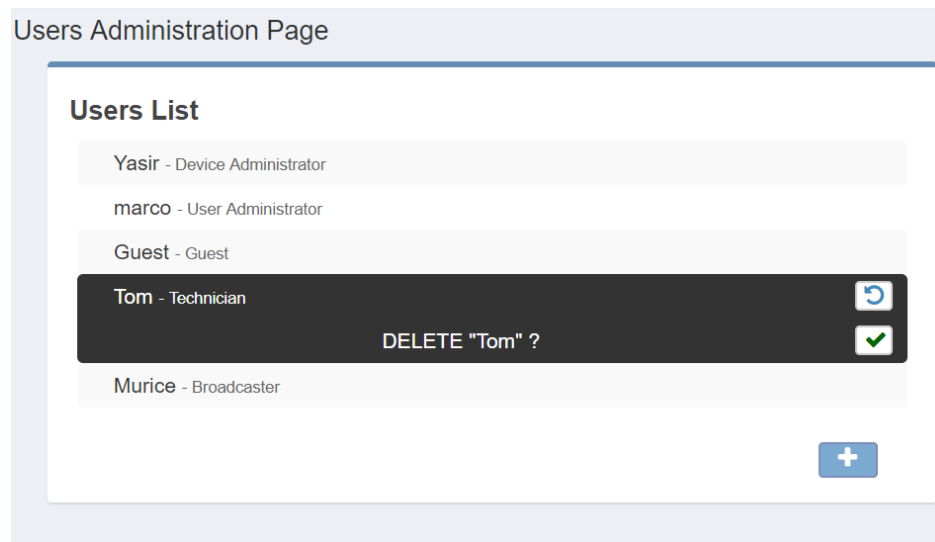 Users Administration Page
Users List
Yasir - Device Administrator
marco - User Administrator
Guest - Guest
Tom - Technician
DELETE "Tom" ?
Murice - Broadcaster